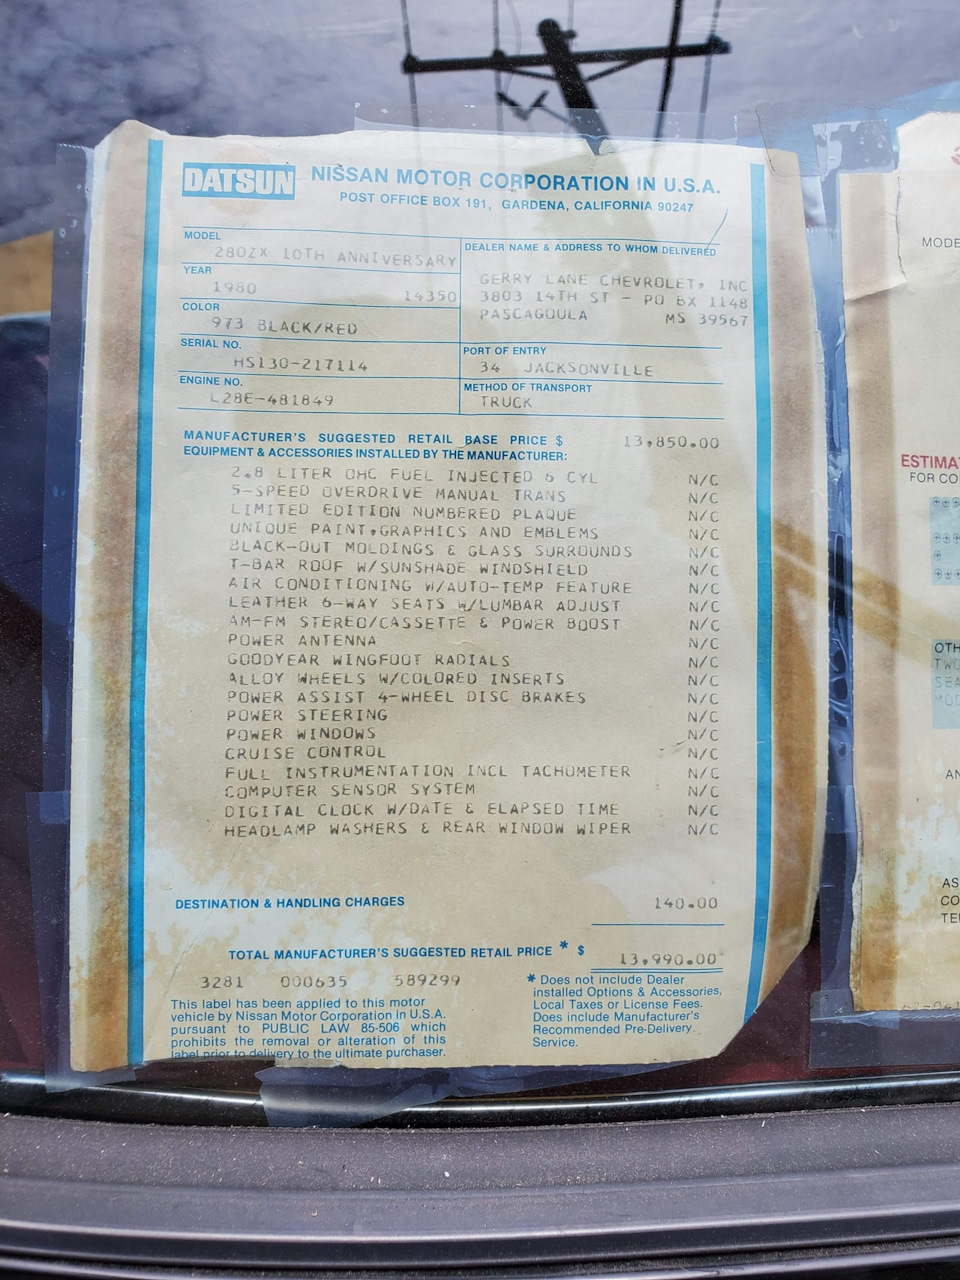 DATSUN NISSAN MOTOR CORPORATION IN U.S.A.
POST OFFICE BOX 191, GARDENA, CALIFORNIA 90247
MODEL
280ZX 10TH ANNIVERSARY
YEAR
1980 14350
COLOR
973 BLACK/RED
SERIAL NO.
HS130-217114
ENGINE NO.
L28E-481849
DEALER NAME & ADDRESS TO WHOM DELIVERED
GERRY LANE CHEVROLET, INC
3803 14TH ST - PO BX 1148
PASCAGOULA MS 39567
PORT OF ENTRY
34 JACKSONVILLE
METHOD OF TRANSPORT
TRUCK
MANUFACTURER'S SUGGESTED RETAIL BASE PRICE $ 13,850.00
EQUIPMENT & ACCESSORIES INSTALLED BY THE MANUFACTURER:
2.8 LITER OHC FUEL INJECTED 6 CYL N/C
5-SPEED OVERDRIVE MANUAL TRANS N/C
LIMITED EDITION NUMBERED PLAQUE N/C
UNIQUE PAINT,GRAPHICS AND EMBLEMS N/C
BLACK-OUT MOLDINGS & GLASS SURROUNDS N/C
T-BAR ROOF W/SUNSHADE WINDSHIELD N/C
AIR CONDITIONING W/AUTO-TEMP FEATURE N/C
LEATHER 6-WAY SEATS W/LUMBAR ADJUST N/C
AM-FM STEREO/CASSETTE & POWER BOOST N/C
POWER ANTENNA N/C
GOODYEAR WINGFOOT RADIALS N/C
ALLOY WHEELS W/COLORED INSERTS N/C
POWER ASSIST 4-WHEEL DISC BRAKES N/C
POWER STEERING N/C
POWER WINDOWS N/C
CRUISE CONTROL N/C
FULL INSTRUMENTATION INCL TACHOMETER N/C
COMPUTER SENSOR SYSTEM N/C
DIGITAL CLOCK W/DATE & ELAPSED TIME N/C
HEADLAMP WASHERS & REAR WINDOW WIPER N/C
DESTINATION & HANDLING CHARGES 140.00
TOTAL MANUFACTURER'S SUGGESTED RETAIL PRICE * $ 13,990.00*
3281 000635 589299
This label has been applied to this motor
vehicle by Nissan Motor Corporation in U.S.A.
pursuant to PUBLIC LAW 85-506 which
prohibits the removal or alteration of this
label prior to delivery to the ultimate purchaser.
* Does not include Dealer
installed Options & Accessories,
Local Taxes or License Fees.
Does include Manufacturer's
Recommended Pre-Delivery
Service.
MODE
ESTIMAT
FOR CO
OTH
TWO
SEA
MOD
AN
AS
CO
TE